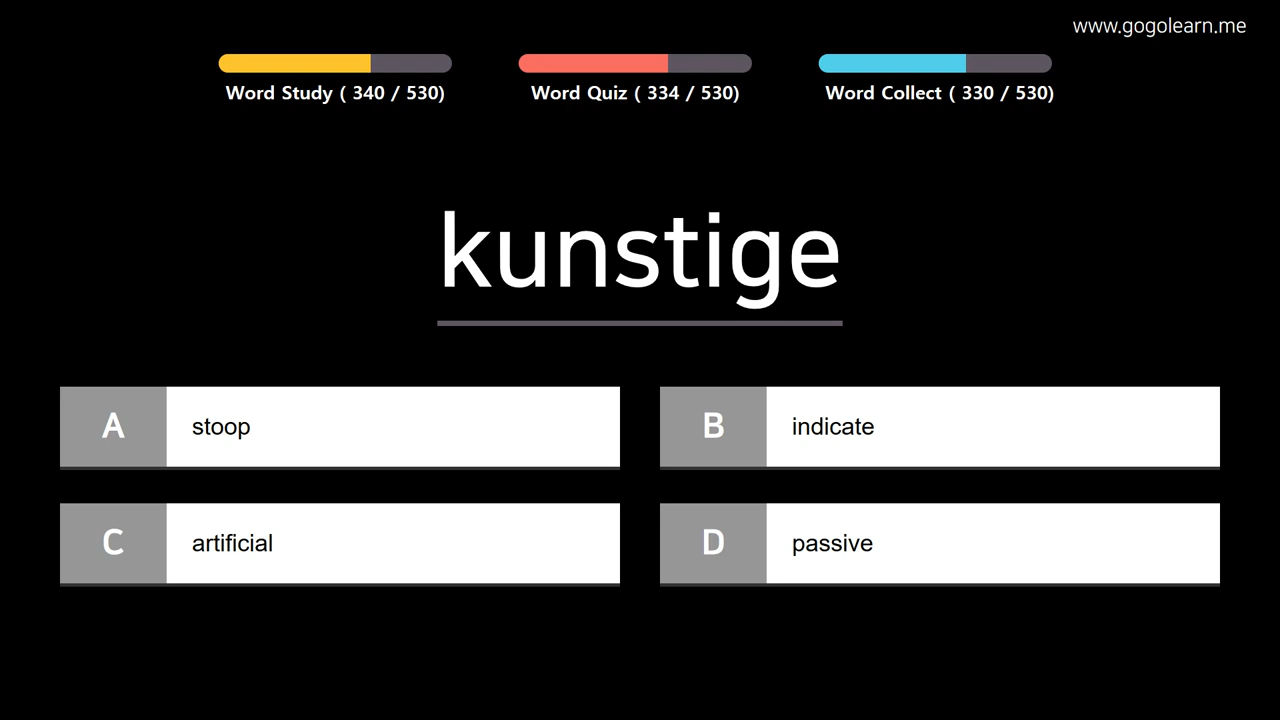 www.gogolearn.me
Word Study ( 340 / 530)
Word Quiz ( 334 / 530)
Word Collect ( 330 / 530)
kunstige
A stoop
B indicate
C artificial
D passive